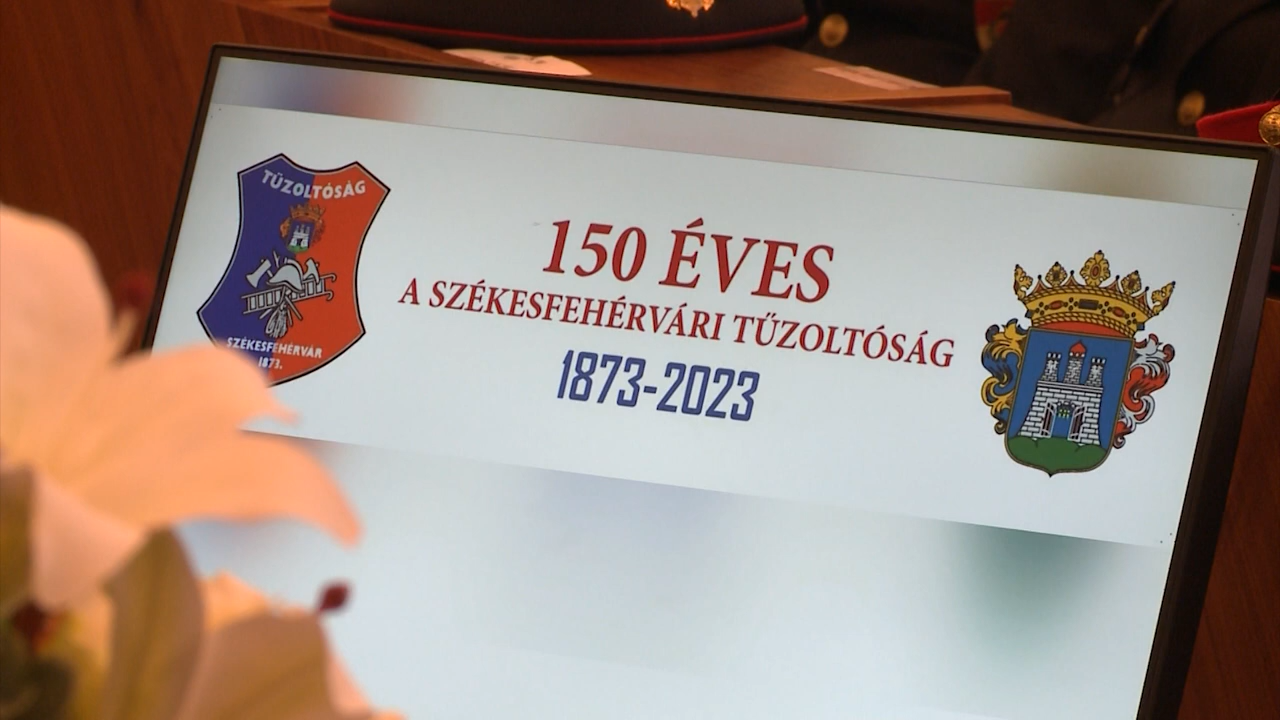 TŰZOLTÓSÁG
SZÉKESFEHÉRVÁR
1873.
150 ÉVES
A SZÉKESFEHÉRVÁRI TŰZOLTÓSÁG
1873-2023